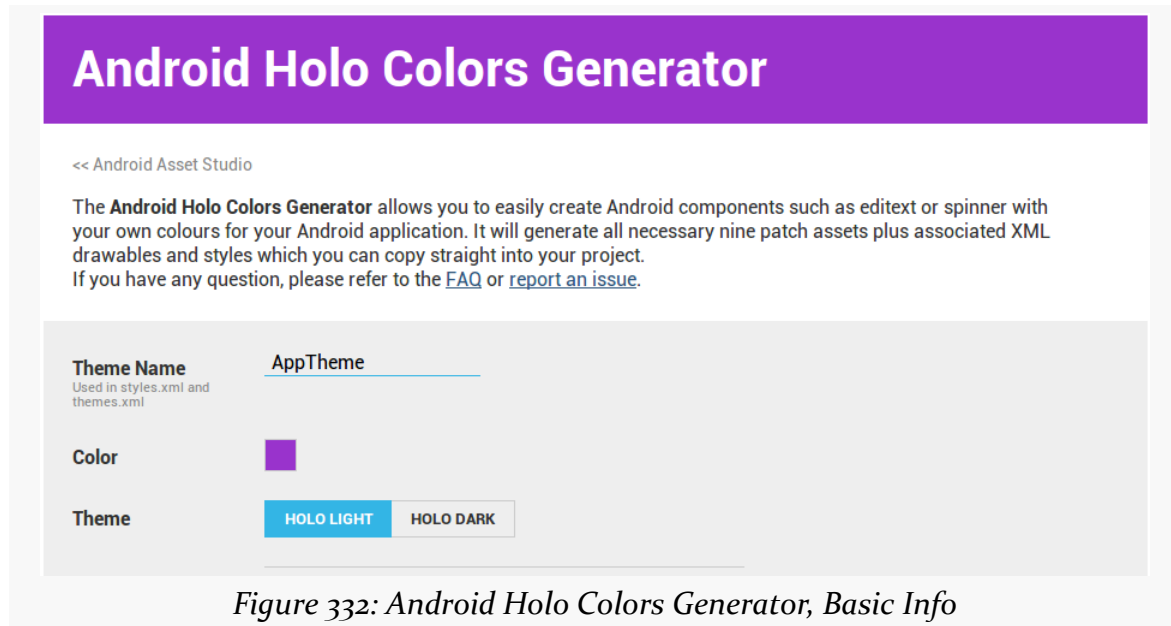 Android Holo Colors Generator
<< Android Asset Studio
The Android Holo Colors Generator allows you to easily create Android components such as editext or spinner with
your own colours for your Android application. It will generate all necessary nine patch assets plus associated XML
drawables and styles which you can copy straight into your project.
If you have any question, please refer to the FAQ or report an issue.
Theme Name
AppTheme
Used in styles.xml and
themes.xml
Color
Theme
HOLO LIGHT HOLO DARK
Figure 332: Android Holo Colors Generator, Basic Info